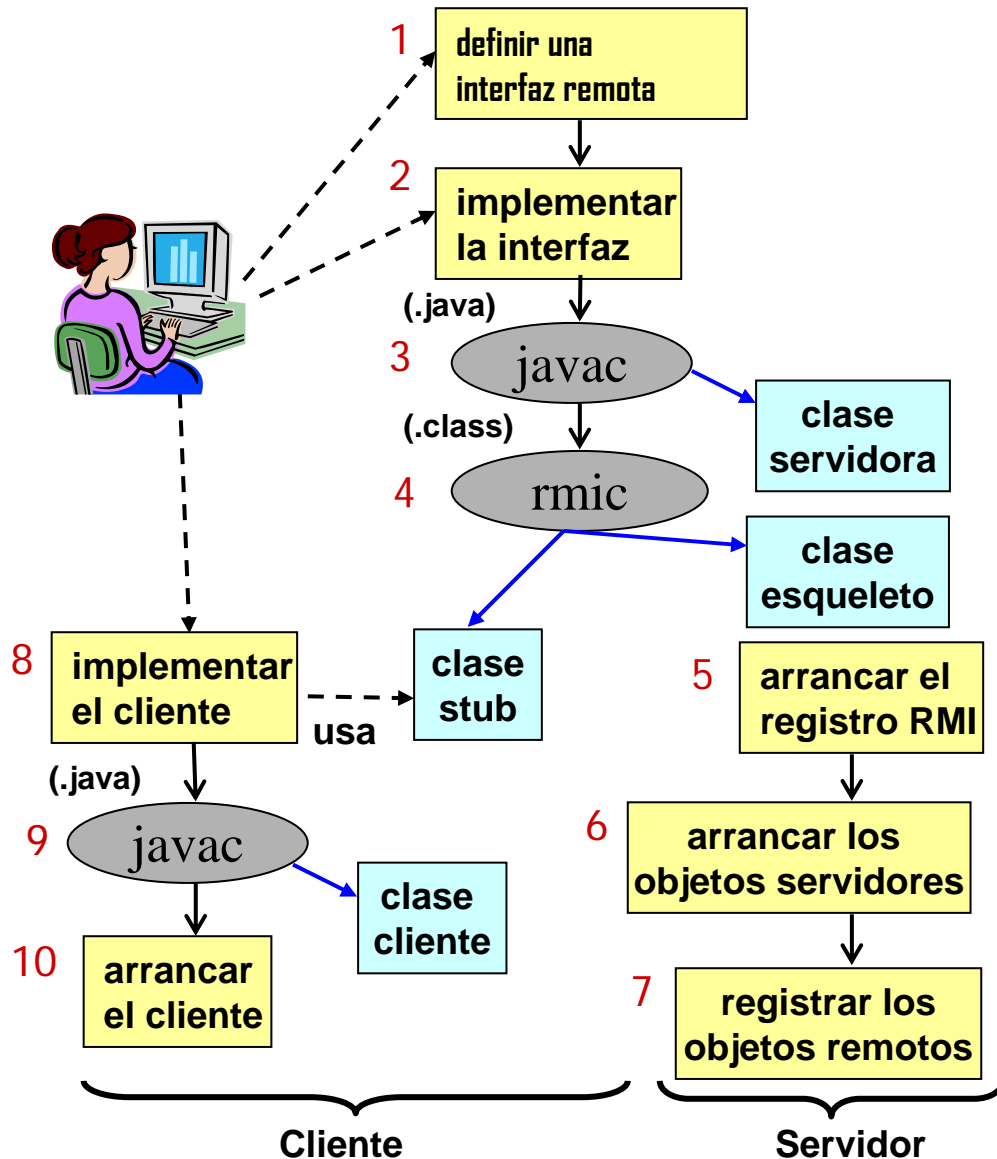 1
definir una
interfaz remota
2
implementar
la interfaz
(.java)
3
javac
(.class)
clase
servidora
4
rmic
clase
esqueleto
8
implementar
el cliente
usa
clase
stub
5
arrancar el
registro RMI
(.java)
9
javac
6
arrancar los
objetos servidores
clase
cliente
10
arrancar
el cliente
7
registrar los
objetos remotos
Cliente
Servidor